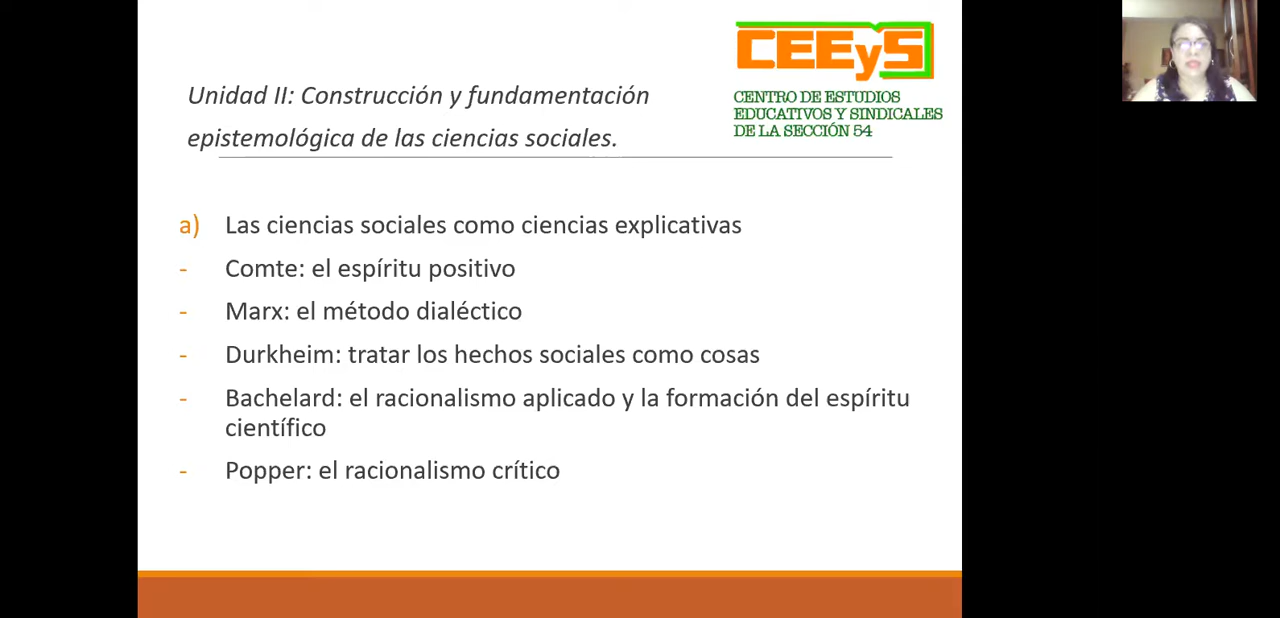 CEEyS
CENTRO DE ESTUDIOS
EDUCATIVOS Y SINDICALES
DE LA SECCIÓN 54
Unidad II: Construcción y fundamentación
epistemológica de las ciencias sociales.
a) Las ciencias sociales como ciencias explicativas
- Comte: el espíritu positivo
- Marx: el método dialéctico
- Durkheim: tratar los hechos sociales como cosas
- Bachelard: el racionalismo aplicado y la formación del espíritu
científico
- Popper: el racionalismo crítico